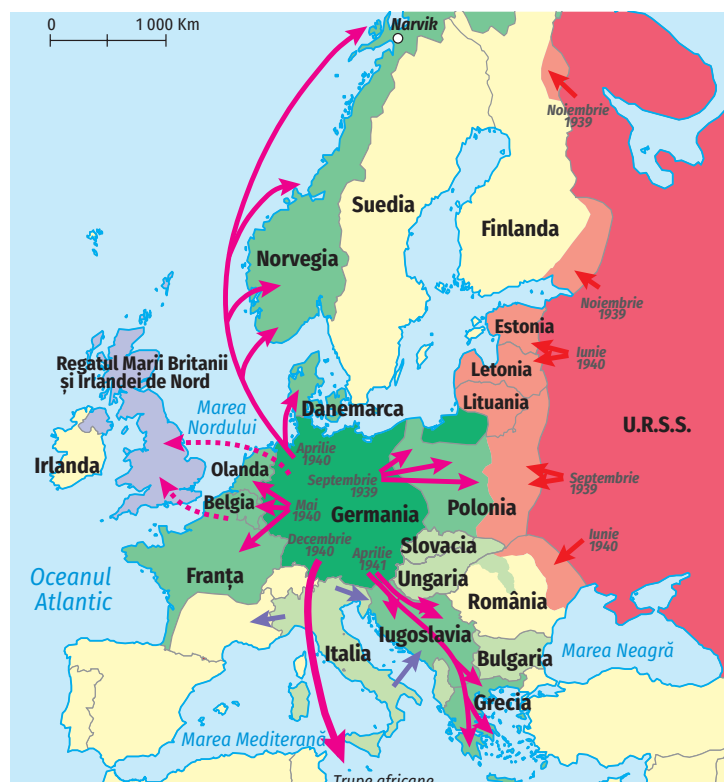 0
1 000 Km
Narvik
Noiembrie
1939
Suedia
Finlanda
Norvegia
Noiembrie
1939
Estonia
Regatul Marii Britanii
și Irlandei de Nord
Iunie
1940
Letonia
Lituania
Marea
Nordului
Danemarca
U.R.S.S.
Irlanda
Aprilie
1940
Olanda
Septembrie
1939
Septembrie
1939
Belgia
Mai
1940
Germania
Polonia
Decembrie
1940
Aprilie
1941
Slovacia
Iunie
1940
Oceanul
Atlantic
Franța
Ungaria
România
Iugoslavia
Italia
Bulgaria
Marea Neagră
Grecia
Marea Mediterană
Trupe africane